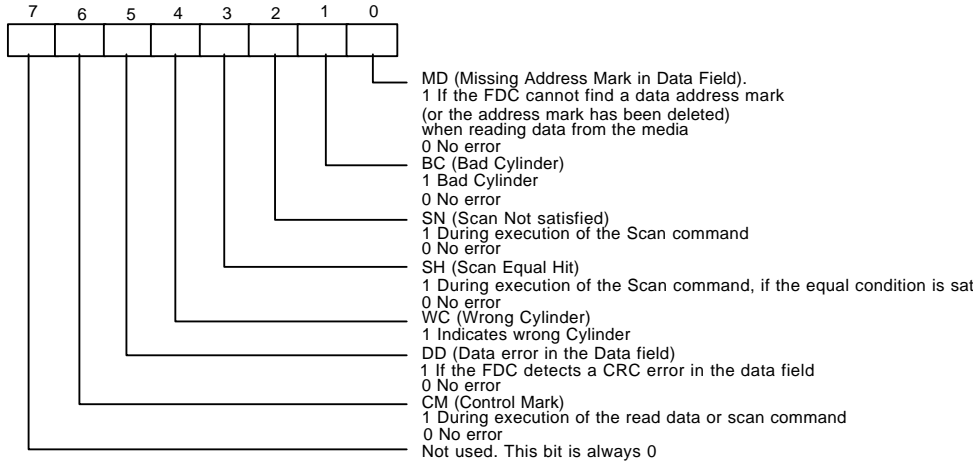 7 6 5 4 3 2 1 0
MD (Missing Address Mark in Data Field).
1 If the FDC cannot find a data address mark
(or the address mark has been deleted)
when reading data from the media
0 No error
BC (Bad Cylinder)
1 Bad Cylinder
0 No error
SN (Scan Not satisfied)
1 During execution of the Scan command
0 No error
SH (Scan Equal Hit)
1 During execution of the Scan command, if the equal condition is sat
0 No error
WC (Wrong Cylinder)
1 Indicates wrong Cylinder
DD (Data error in the Data field)
1 If the FDC detects a CRC error in the data field
0 No error
CM (Control Mark)
1 During execution of the read data or scan command
0 No error
Not used. This bit is always 0